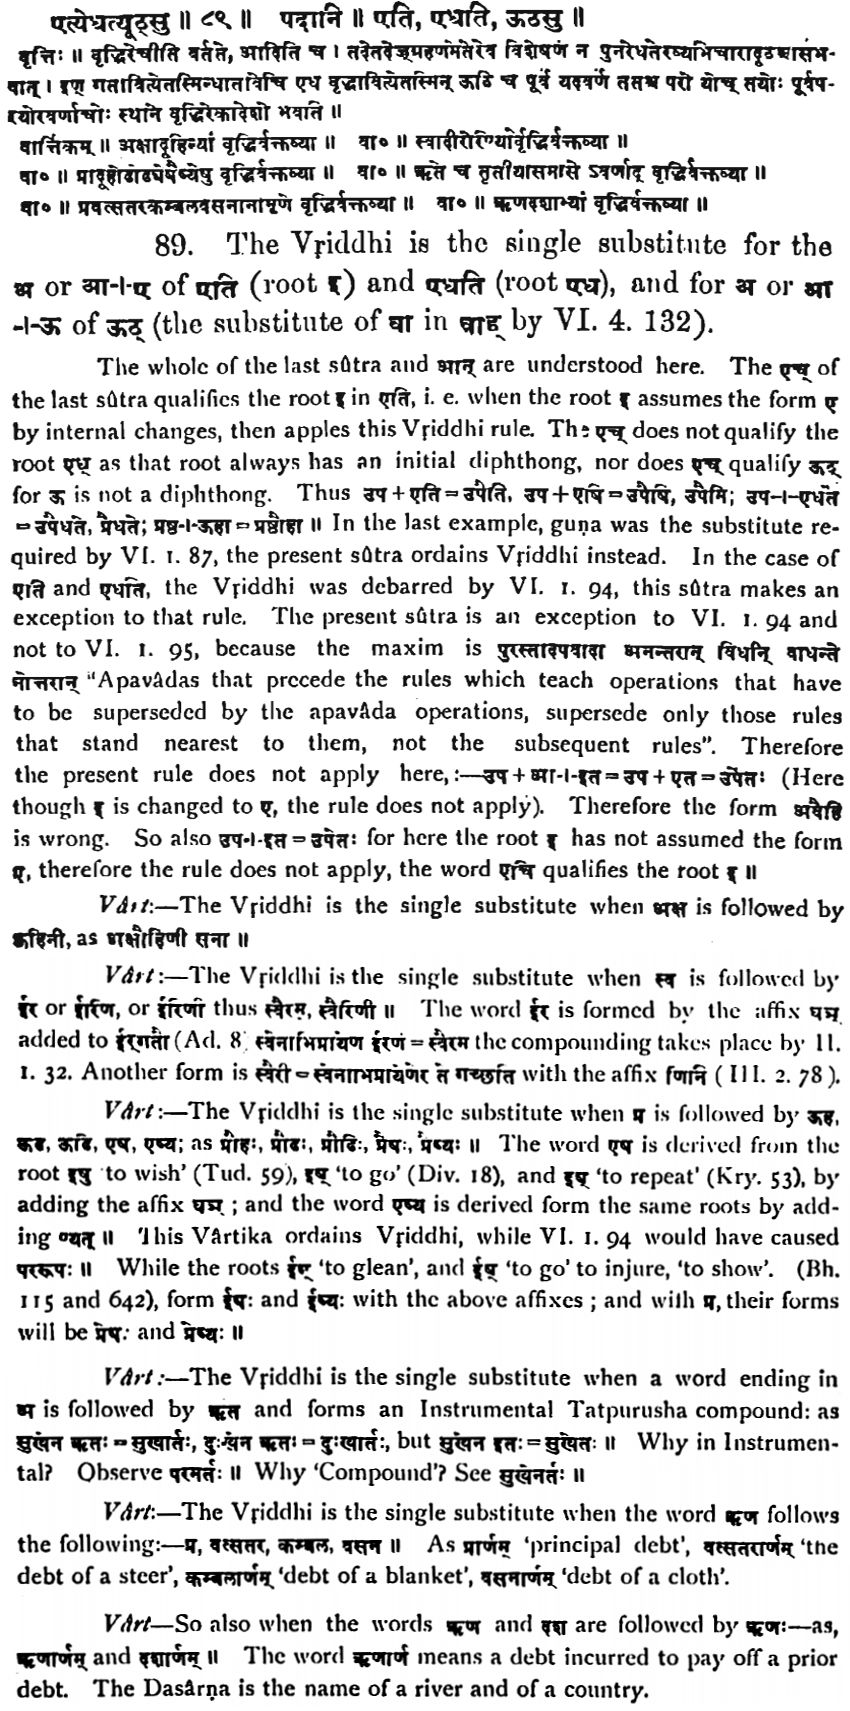 एत्येधत्यूठ्सु ॥ ८९ ॥ पदानि ॥ एति, एधति, ऊठसु ॥
वृत्तिः ॥ वृद्धिरेचीति वर्तते, आदिति च । तदेतदेज्ग्रहणमेतेरेव विशेषणं न पुनरेधतेरव्यभिचारादूठश्चासंभ-
वात् । इण् गतावित्येतस्मिन्धातावेचि एध वृद्धावित्येतस्मिन् ऊठि च पूर्वं यदवर्णं ततश्च परो योच् तयोः पूर्वप-
रयोरवर्णाचोः स्थाने वृद्धिरेकादेशो भवति ॥
वार्त्तिकम् ॥ अक्षादूहिन्यां वृद्धिर्वक्तव्या ॥ वा० ॥ स्वादीरोरिण्योर्वृद्धिर्वक्तव्या ॥
वा० ॥ प्रादूहोढोढ्येषैष्येषु वृद्धिर्वक्तव्या ॥ वा० ॥ ऋते च तृतीयासमासे ऽवर्णाद् वृद्धिर्वक्तव्या ॥
वा० ॥ प्रवत्सतरकम्बलवसनानामृणे वृद्धिर्वक्तव्या ॥ वा० ॥ ऋणदशाभ्यां वृद्धिर्वक्तव्या ॥
89. The Vṛiddhi is the single substitute for the
अ or आ+ए of एति (root इ) and एधति (root एध), and for अ or आ
+ऊ of ऊठ् (the substitute of वा in वाह् by VI. 4. 132).
The whole of the last sûtra and आत् are understood here. The एच् of
the last sûtra qualifies the root इ in एति, i. e. when the root इ assumes the form ए
by internal changes, then apples this Vṛiddhi rule. The एच् does not qualify the
root एध् as that root always has an initial diphthong, nor does एच् qualify ऊठ्
for ऊ is not a diphthong. Thus उप+एति=उपैति, उप+एषि=उपैषि, उपैमि; उप+एधते
=उपैधते, प्रैधते; प्रष्ठ+ऊहा=प्रष्ठौहा ॥ In the last example, guṇa was the substitute re-
quired by VI. 1. 87, the present sûtra ordains Vṛiddhi instead. In the case of
एति and एधति, the Vṛiddhi was debarred by VI. 1. 94, this sûtra makes an
exception to that rule. The present sûtra is an exception to VI. 1. 94 and
not to VI. 1. 95, because the maxim is पुरस्तादपवादा अनन्तरान् विधीन् बाधन्ते
नोत्तरान् "Apavâdas that precede the rules which teach operations that have
to be superseded by the apavâda operations, supersede only those rules
that stand nearest to them, not the subsequent rules". Therefore
the present rule does not apply here,:—उप+आ+इत=उप+एत=उपेतः (Here
though इ is changed to ए, the rule does not apply). Therefore the form अवैहि
is wrong. So also उप+इत=उपेतः for here the root इ has not assumed the form
ए, therefore the rule does not apply, the word एचि qualifies the root इ ॥
Vârt:—The Vṛiddhi is the single substitute when अक्ष is followed by
ऊहिनी, as अक्षौहिणी सेना ॥
Vârt:—The Vṛiddhi is the single substitute when स्व is followed by
ईर or ईरिण, or ईरिणी thus स्वैरम्, स्वैरिणी ॥ The word ईर is formed by the affix घञ्
added to ईरगतौ (Ad. 8) स्वेनाभिप्रायेण ईरणं=स्वैरम the compounding takes place by II.
1. 32. Another form is स्वैरी=स्वेनाभिप्रायेणेरते गच्छति with the affix णिनि (III. 2. 78).
Vârt:—The Vṛiddhi is the single substitute when प्र is followed by ऊह,
ऊढ, ऊढि, एष, एष्य; as प्रौहः, प्रौढः, प्रौढिः, प्रैषः, प्रैष्यः ॥ The word एष is derived from the
root इषु 'to wish' (Tud. 59), इष् 'to go' (Div. 18), and इष् 'to repeat' (Kry. 53), by
adding the affix घञ् ; and the word एष्य is derived form the same roots by add-
ing ण्यत् ॥ This Vârtika ordains Vṛiddhi, while VI. 1. 94 would have caused
पररूपः ॥ While the roots ईष् 'to glean', and ईष् 'to go' to injure, 'to show'. (Bh.
115 and 642), form ईषः and ईष्यः with the above affixes ; and with प्र, their forms
will be प्रेषः and प्रेष्यः ॥
Vârt:—The Vṛiddhi is the single substitute when a word ending in
अ is followed by ऋत and forms an Instrumental Tatpurusha compound: as
सुखेन ऋतः=सुखार्तः, दुःखेन ऋतः=दुःखार्तः, but सुखेन इतः=सुखेतः ॥ Why in Instrumen-
tal? Observe परमर्तः ॥ Why 'Compound'? See सुखेनर्तः ॥
Vârt:—The Vṛiddhi is the single substitute when the word ऋण follows
the following:—प्र, वत्सतर, कम्बल, वसन ॥ As प्रार्णम् 'principal debt', वत्सतरार्णम् 'the
debt of a steer', कम्बलार्णम् 'debt of a blanket', वसनार्णम् 'debt of a cloth'.
Vârt—So also when the words ऋण and दश are followed by ऋणः—as,
ऋणार्णम् and दशार्णम् ॥ The word ऋणार्ण means a debt incurred to pay off a prior
debt. The Dasârṇa is the name of a river and of a country.